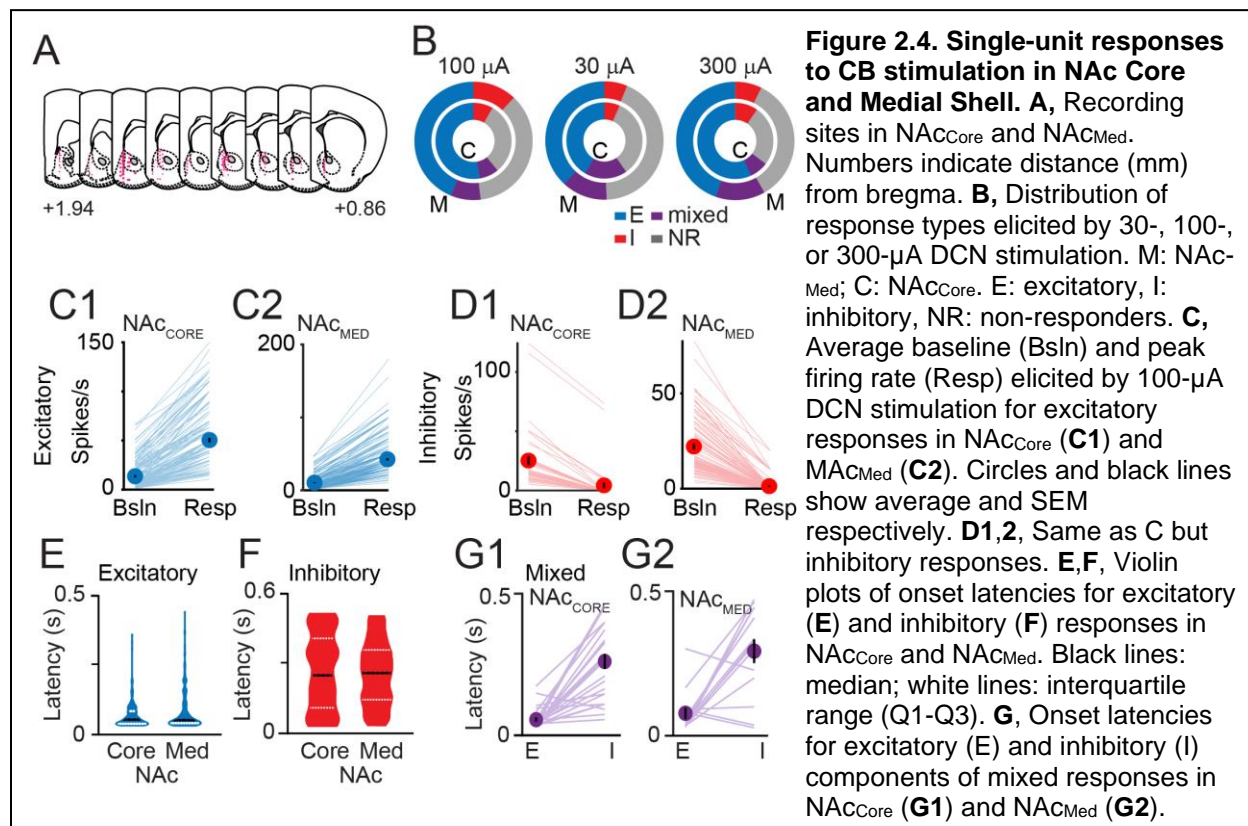 A
+1.94
+0.86
B
100 µA
30 µA
300 µA
C
C
C
M
M
M
E
mixed
I
NR
C1
NAcCORE
150
0
Excitatory
Spikes/s
Bsln
Resp
C2
NAcMED
200
0
Bsln
Resp
D1
NAcCORE
100
0
Inhibitory
Spikes/s
Bsln
Resp
D2
NAcMED
50
0
Bsln
Resp
E
Excitatory
0.5
0
Latency (s)
Core
Med
NAc
F
Inhibitory
0.6
0
Latency (s)
Core
Med
NAc
G1
Mixed
NAcCORE
0.5
0
Latency (s)
E
I
G2
NAcMED
0.5
0
E
I
Figure 2.4. Single-unit responses
to CB stimulation in NAc Core
and Medial Shell. A, Recording
sites in NAcCore and NAcMed.
Numbers indicate distance (mm)
from bregma. B, Distribution of
response types elicited by 30-, 100-,
or 300-µA DCN stimulation. M: NAc-
Med; C: NAcCore. E: excitatory, I:
inhibitory, NR: non-responders. C,
Average baseline (Bsln) and peak
firing rate (Resp) elicited by 100-µA
DCN stimulation for excitatory
responses in NAcCore (C1) and
MAcMed (C2). Circles and black lines
show average and SEM
respectively. D1,2, Same as C but
inhibitory responses. E,F, Violin
plots of onset latencies for excitatory
(E) and inhibitory (F) responses in
NAcCore and NAcMed. Black lines:
median; white lines: interquartile
range (Q1-Q3). G, Onset latencies
for excitatory (E) and inhibitory (I)
components of mixed responses in
NAcCore (G1) and NAcMed (G2).